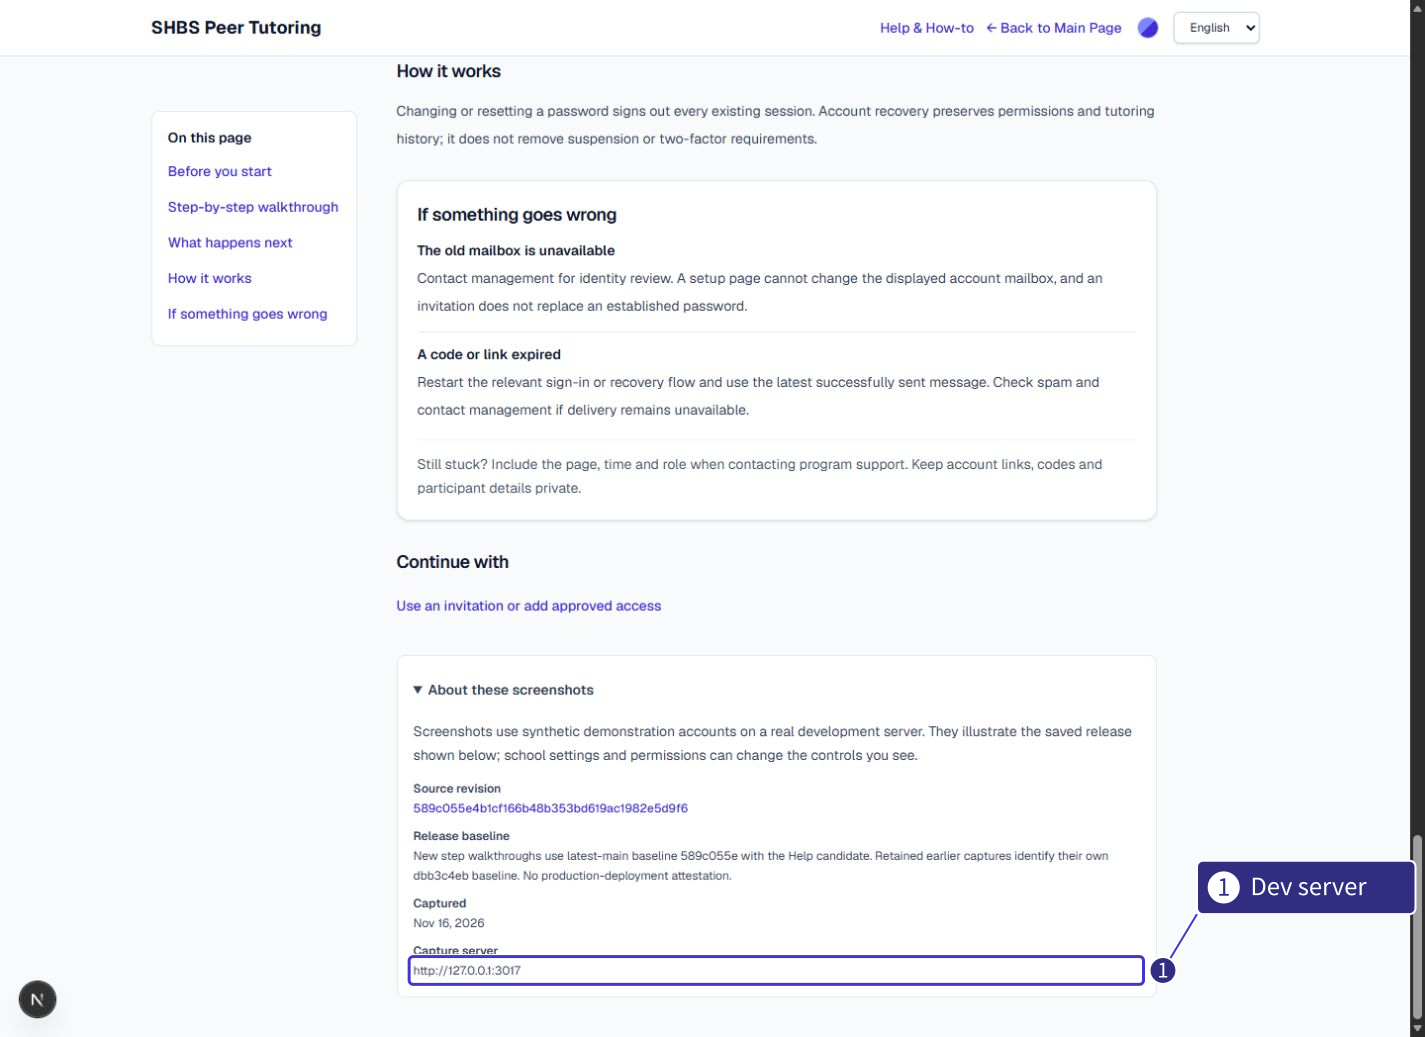 SHBS Peer Tutoring
Help & How-to
← Back to Main Page
English
On this page
Before you start
Step-by-step walkthrough
What happens next
How it works
If something goes wrong
How it works
Changing or resetting a password signs out every existing session. Account recovery preserves permissions and tutoring
history; it does not remove suspension or two-factor requirements.
If something goes wrong
The old mailbox is unavailable
Contact management for identity review. A setup page cannot change the displayed account mailbox, and an
invitation does not replace an established password.
A code or link expired
Restart the relevant sign-in or recovery flow and use the latest successfully sent message. Check spam and
contact management if delivery remains unavailable.
Still stuck? Include the page, time and role when contacting program support. Keep account links, codes and
participant details private.
Continue with
Use an invitation or add approved access
▼ About these screenshots
Screenshots use synthetic demonstration accounts on a real development server. They illustrate the saved release
shown below; school settings and permissions can change the controls you see.
Source revision
589c055e4b1cf166b48b353bd619ac1982e5d9f6
Release baseline
New step walkthroughs use latest-main baseline 589c055e with the Help candidate. Retained earlier captures identify their own
dbb3c4eb baseline. No production-deployment attestation.
Captured
Nov 16, 2026
Capture server
http://127.0.0.1:3017
1
1 Dev server
N